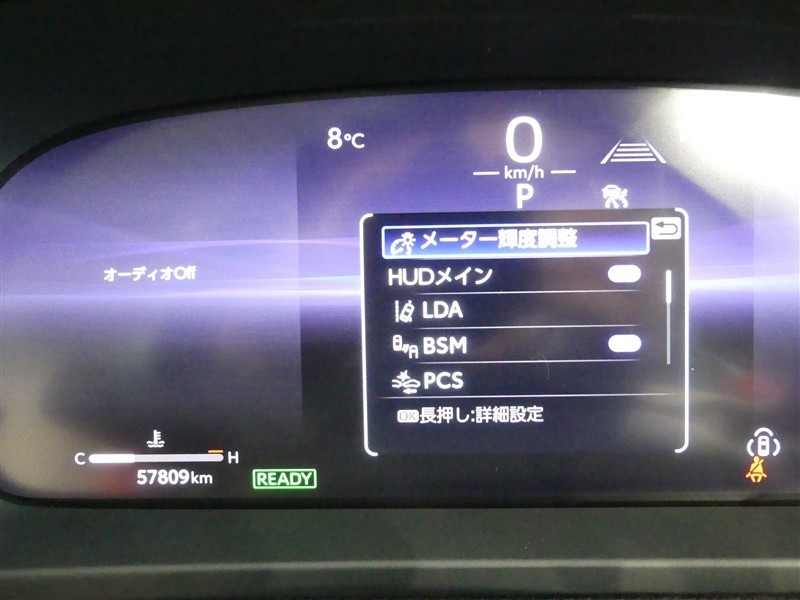 8℃
0
km/h
P
メーター輝度調整
HUDメイン
オーディオOff
LDA
BSM
PCS
OK長押し:詳細設定
C H
57809km
READY